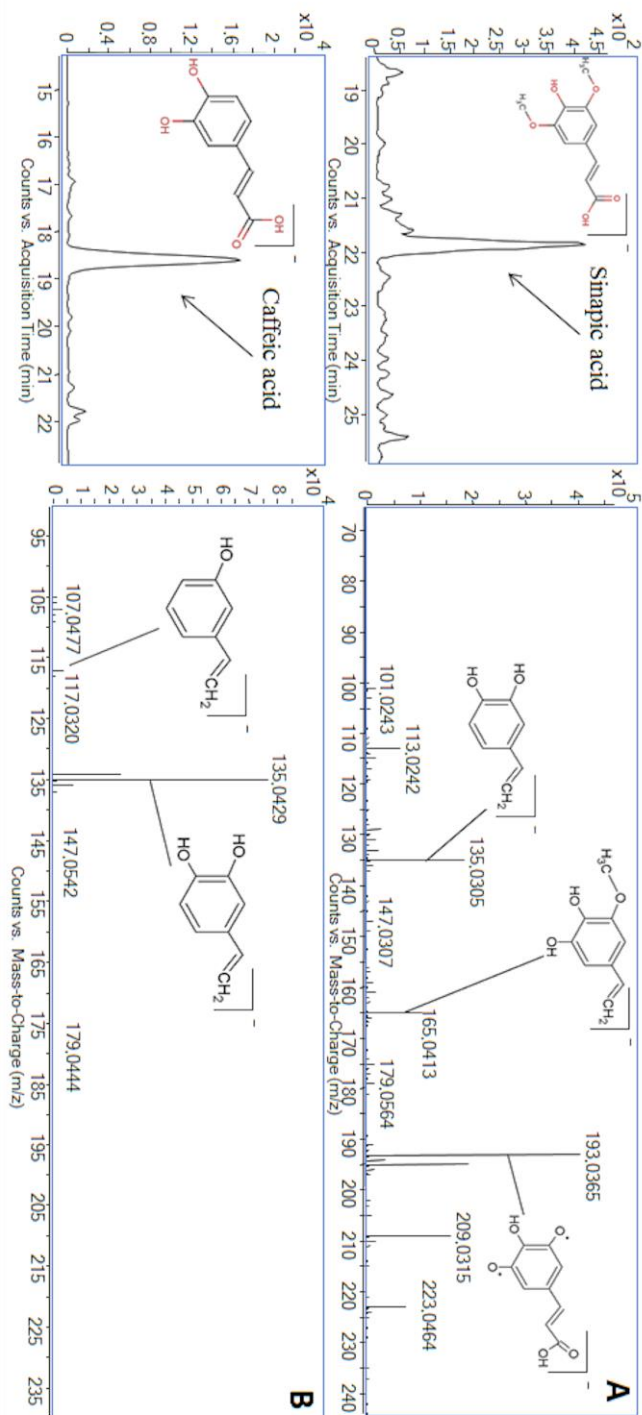 x10 2
4.5
4
3.5
3
2.5
2
1.5
1
0.5
0
H₃C
O
HO
O
H₃C
O
OH
-
Sinapic acid
19 20 21 22 23 24 25
Counts vs. Acquisition Time (min)
A
x10 5
4
3
2
1
0
193.0365
209.0315
223.0464
135.0305
165.0413
113.0242
101.0243
147.0307
179.0564
HO
HO
CH₂
-
H₃C
O
HO
HO
CH₂
-
O•
HO
O•
O
OH
-
70 80 90 100 110 120 130 140 150 160 170 180 190 200 210 220 230 240
Counts vs. Mass-to-Charge (m/z)
x10 4
2
1.6
1.2
0.8
0.4
0
HO
HO
OH
O
-
Caffeic acid
15 16 17 18 19 20 21 22
Counts vs. Acquisition Time (min)
B
x10 4
8
7
6
5
4
3
2
1
0
135.0429
107.0477
117.0320
147.0542
179.0444
HO
CH₂
-
HO
HO
CH₂
-
95 105 115 125 135 145 155 165 175 185 195 205 215 225 235
Counts vs. Mass-to-Charge (m/z)